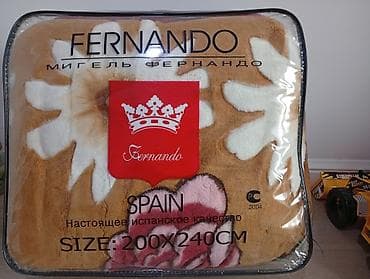 FERNANDO
МИГЕЛЬ ФЕРНАНДО
Fernando
SPAIN
Настоящее испанское качество
SIZE: 200X240CM